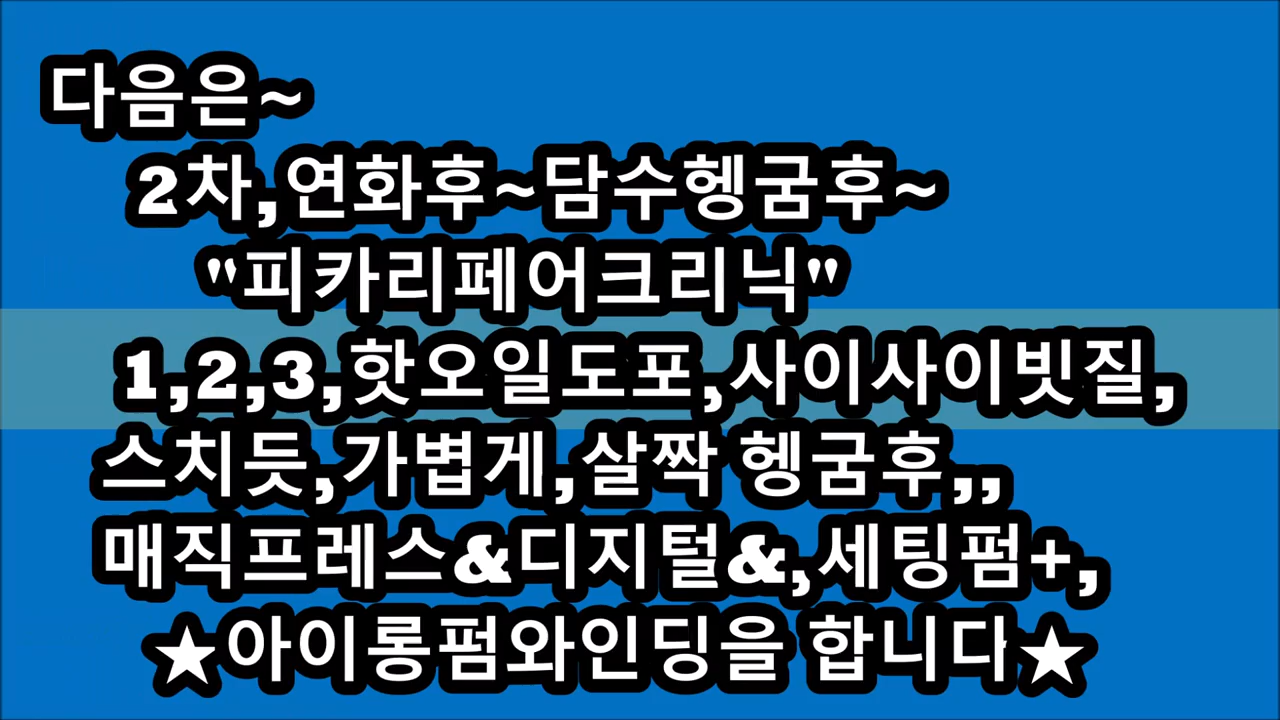 다음은~
2차,연화후~담수헹굼후~
"피카리페어크리닉"
1,2,3,핫오일도포,사이사이빗질,
스치듯,가볍게,살짝 헹굼후,,
매직프레스&디지털&,세팅펌+,
★아이롱펌와인딩을 합니다★